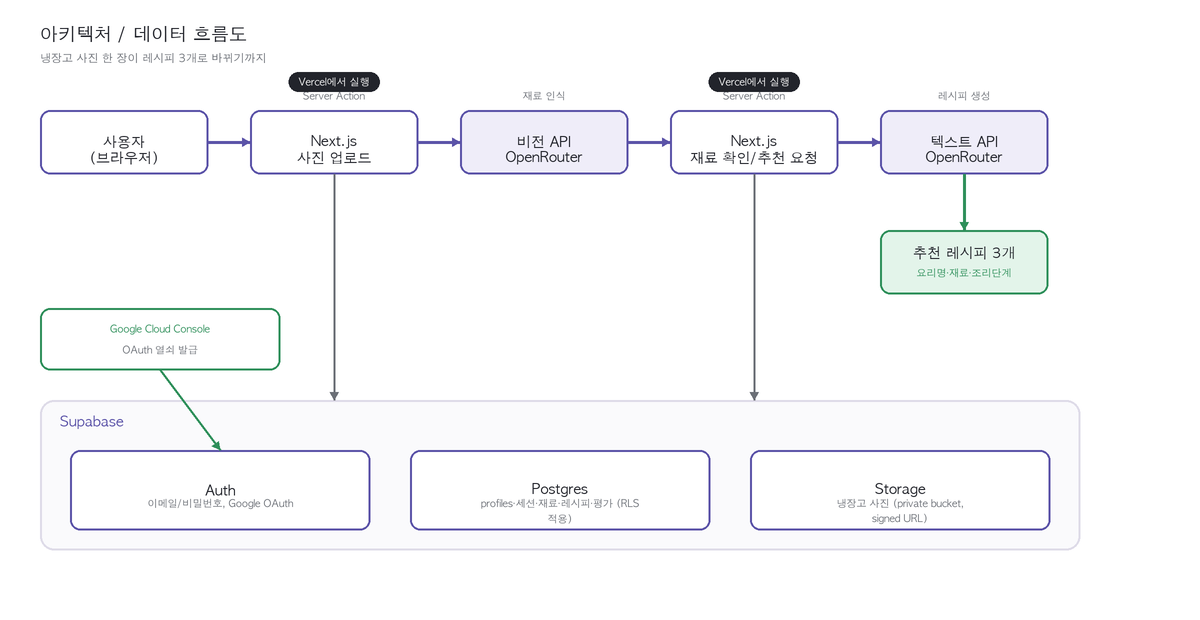 아키텍처 / 데이터 흐름도
냉장고 사진 한 장이 레시피 3개로 바뀌기까지
Vercel에서 실행
Server Action
재료 인식
Vercel에서 실행
Server Action
레시피 생성
사용자
(브라우저)
Next.js
사진 업로드
비전 API
OpenRouter
Next.js
재료 확인/추천 요청
텍스트 API
OpenRouter
추천 레시피 3개
요리명·재료·조리단계
Google Cloud Console
OAuth 열쇠 발급
Supabase
Auth
이메일/비밀번호, Google OAuth
Postgres
profiles·세션·재료·레시피·평가 (RLS
적용)
Storage
냉장고 사진 (private bucket,
signed URL)